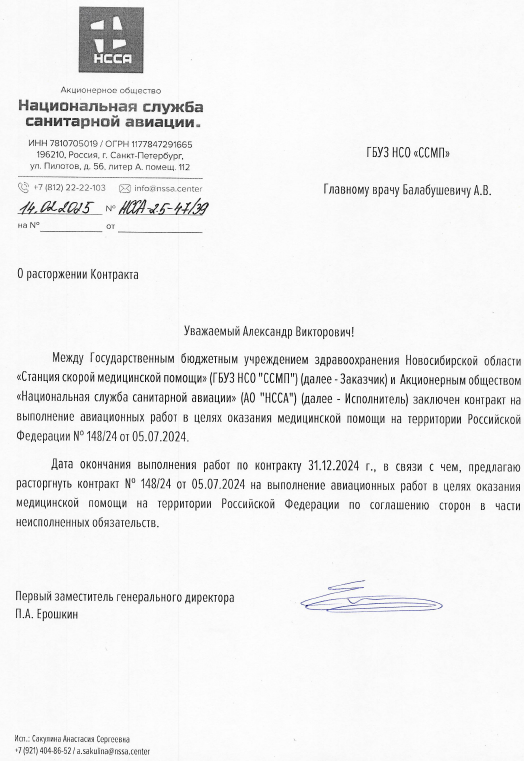 НССА
Акционерное общество
Национальная служба
санитарной авиации.
ИНН 7810705019 / ОГРН 1177847291665
196210, Россия, г. Санкт-Петербург,
ул. Пилотов, д. 56, литер А, помещ. 112
+7 (812) 22-22-103 info@nssa.center
14.02.2025 № НССА-25-47/39
на № от
ГБУЗ НСО «ССМП»
Главному врачу Балабушевичу А.В.
О расторжении Контракта
Уважаемый Александр Викторович!
Между Государственным бюджетным учреждением здравоохранения Новосибирской области
«Станция скорой медицинской помощи» (ГБУЗ НСО "ССМП") (далее - Заказчик) и Акционерным обществом
«Национальная служба санитарной авиации» (АО "НССА") (далее - Исполнитель) заключен контракт на
выполнение авиационных работ в целях оказания медицинской помощи на территории Российской
Федерации № 148/24 от 05.07.2024.
Дата окончания выполнения работ по контракту 31.12.2024 г., в связи с чем, предлагаю
расторгнуть контракт № 148/24 от 05.07.2024 на выполнение авиационных работ в целях оказания
медицинской помощи на территории Российской Федерации по соглашению сторон в части
неисполненных обязательств.
Первый заместитель генерального директора
П.А. Ерошкин
Исп.: Сакулина Анастасия Сергеевна
+7 (921) 404-86-52 / a.sakulina@nssa.center